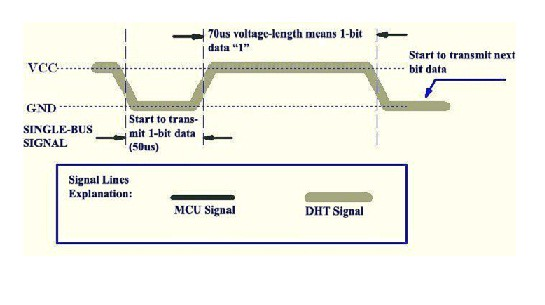 70us voltage-length means 1-bit
data “1”
Start to transmit next
bit data
VCC
GND
SINGLE-BUS
SIGNAL
Start to trans-
mit 1-bit data
(50us)
Signal Lines
Explanation:
MCU Signal
DHT Signal